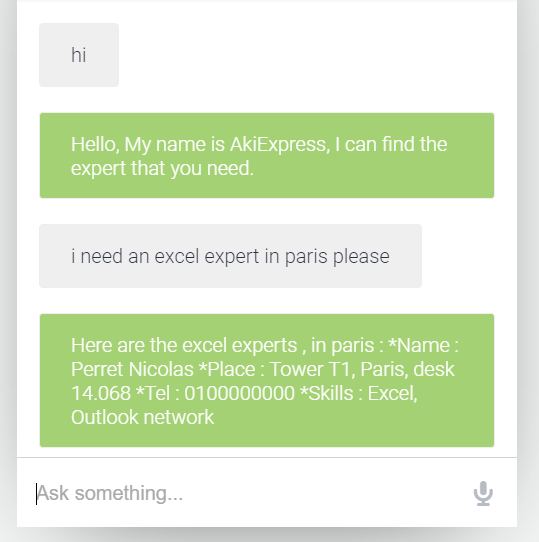 hi
Hello, My name is AkiExpress, I can find the
expert that you need.
i need an excel expert in paris please
Here are the excel experts , in paris : *Name :
Perret Nicolas *Place : Tower T1, Paris, desk
14.068 *Tel : 0100000000 *Skills : Excel,
Outlook network
Ask something...